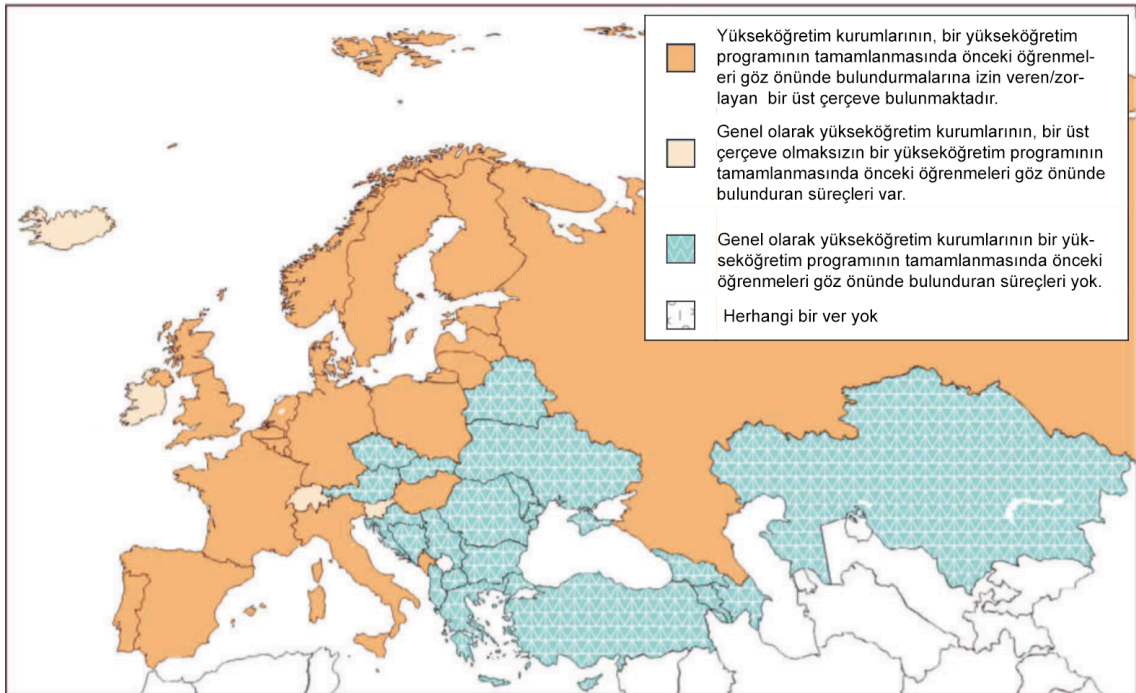 Yükseköğretim kurumlarının, bir yükseköğretim
programının tamamlanmasında önceki öğrenmel-
eri göz önünde bulundurmalarına izin veren/zor-
layan bir üst çerçeve bulunmaktadır.
Genel olarak yükseköğretim kurumlarının, bir üst
çerçeve olmaksızın bir yükseköğretim programının
tamamlanmasında önceki öğrenmeleri göz önünde
bulunduran süreçleri var.
Genel olarak yükseköğretim kurumlarının bir yük-
seköğretim programının tamamlanmasında önceki
öğrenmeleri göz önünde bulunduran süreçleri yok.
Herhangi bir ver yok